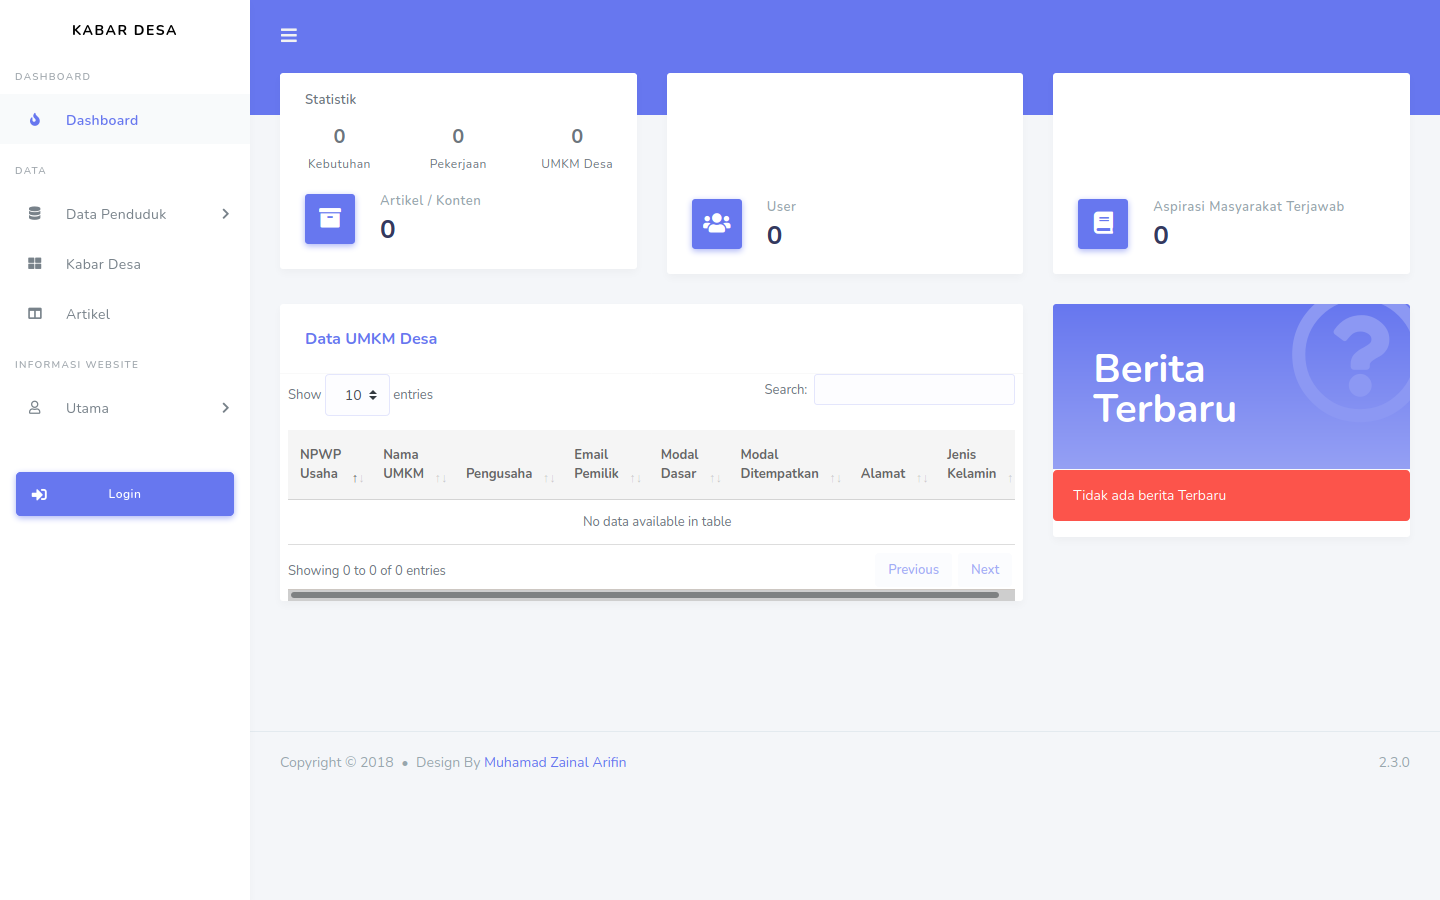 KABAR DESA
DASHBOARD
Dashboard
DATA
Data Penduduk
Kabar Desa
Artikel
INFORMASI WEBSITE
Utama
Login
Statistik
0 0 0
Kebutuhan Pekerjaan UMKM Desa
Artikel / Konten
0
User
0
Aspirasi Masyarakat Terjawab
0
Data UMKM Desa
Show 10 entries
Search:
NPWP Usaha
Nama UMKM
Pengusaha
Email Pemilik
Modal Dasar
Modal Ditempatkan
Alamat
Jenis Kelamin
No data available in table
Showing 0 to 0 of 0 entries
Previous Next
Berita
Terbaru
Tidak ada berita Terbaru
Copyright © 2018 • Design By Muhamad Zainal Arifin
2.3.0